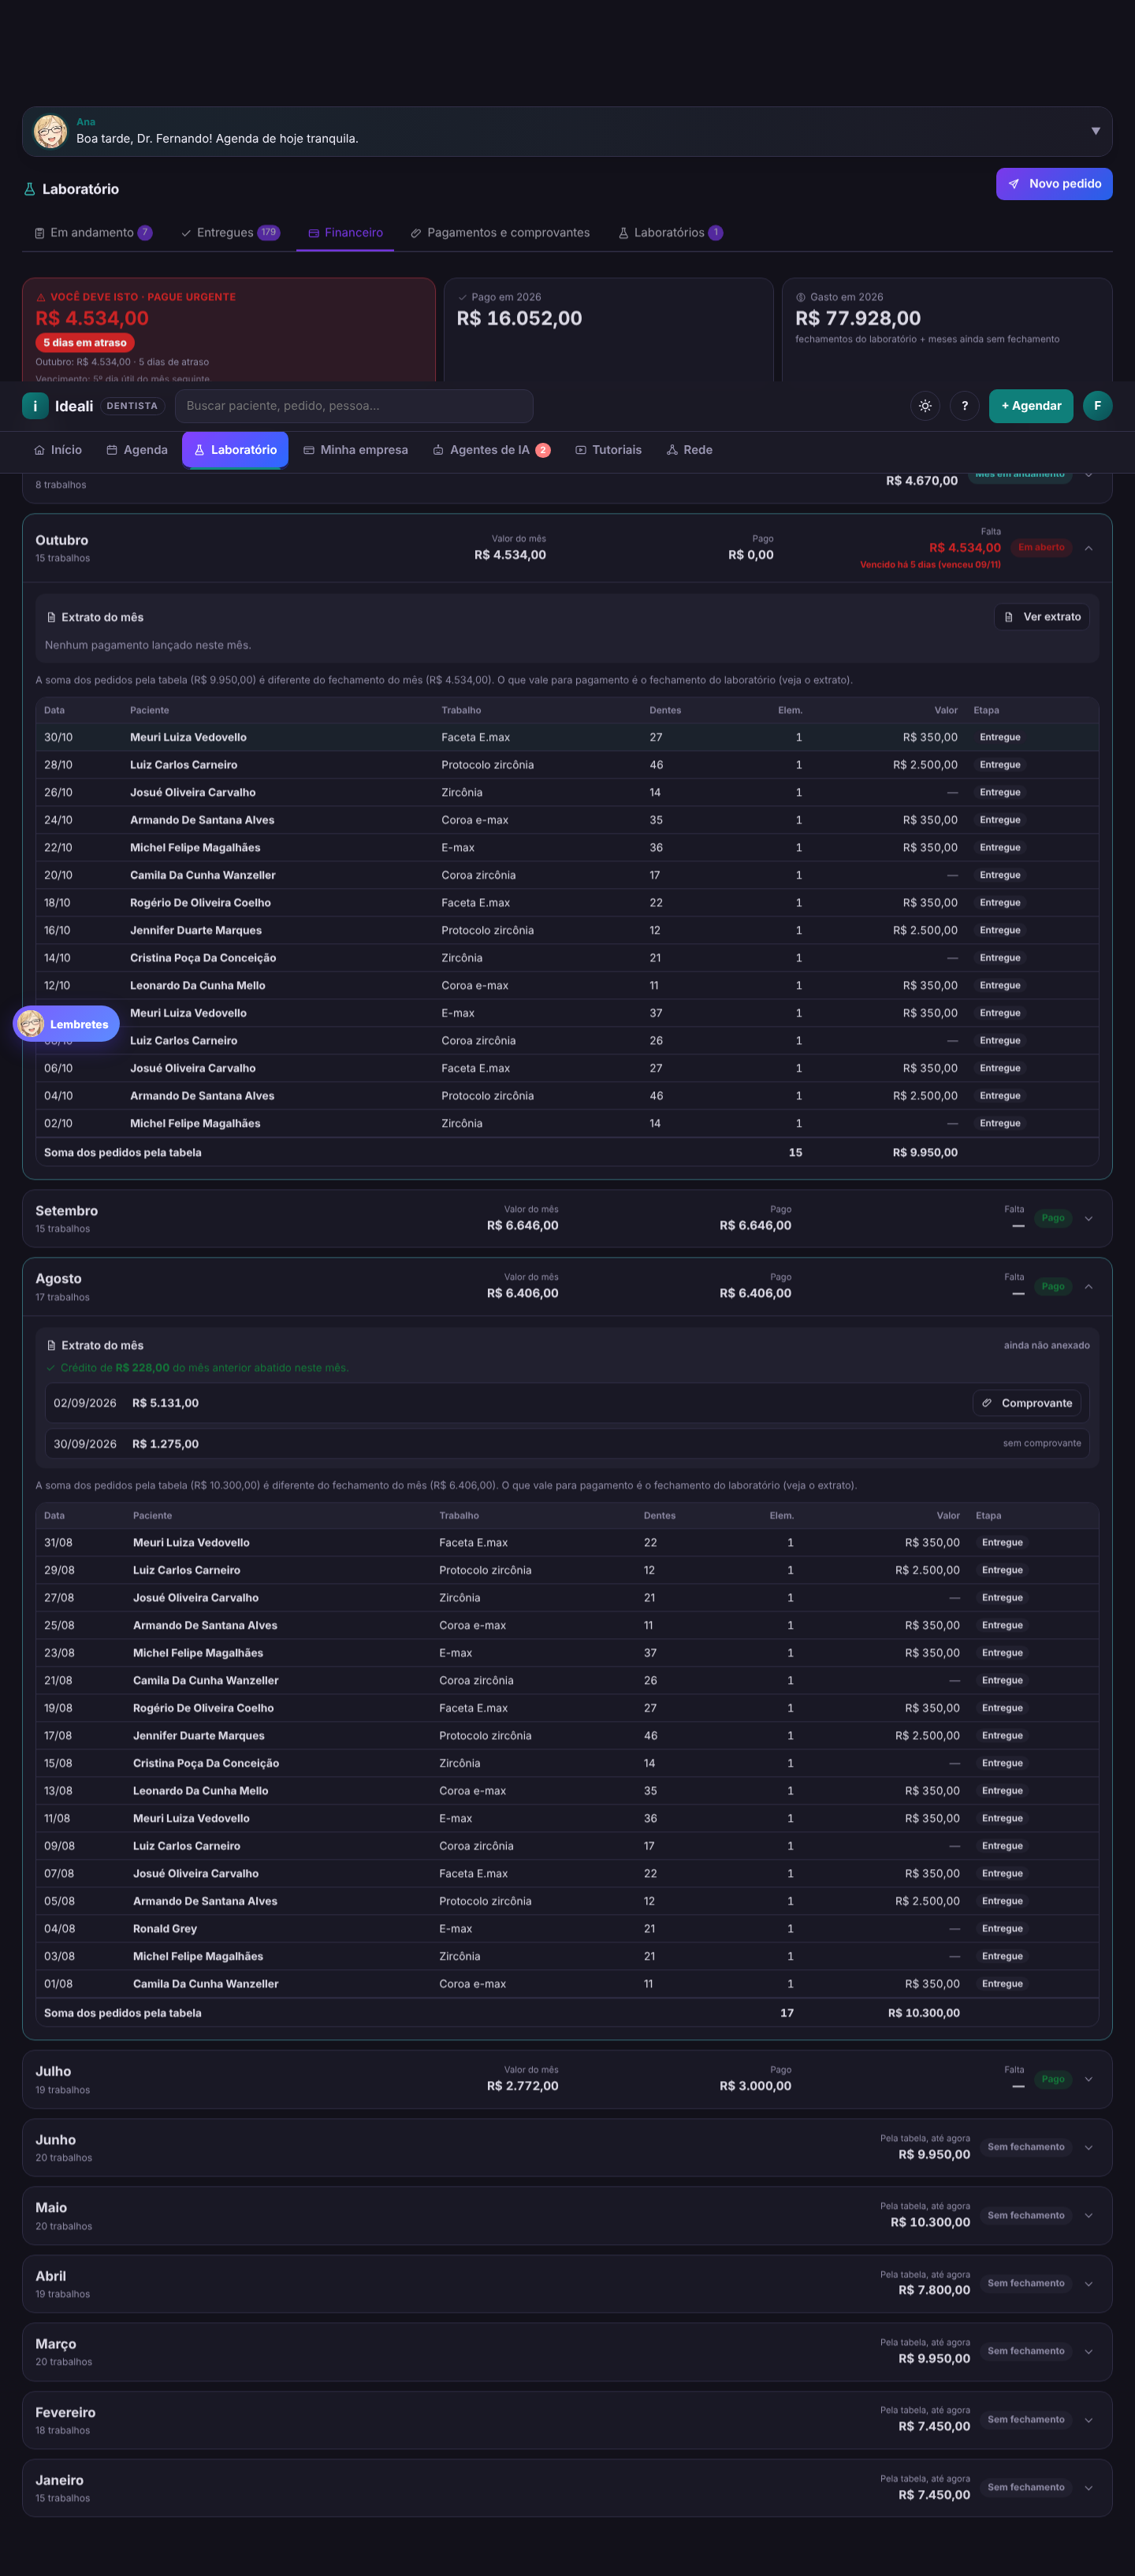 Ana
Boa tarde, Dr. Fernando! Agenda de hoje tranquila.
▼
Laboratório
Novo pedido
Em andamento 7
Entregues 179
Financeiro
Pagamentos e comprovantes
Laboratórios 1
VOCÊ DEVE ISTO · PAGUE URGENTE
R$ 4.534,00
5 dias em atraso
Outubro: R$ 4.534,00 · 5 dias de atraso
Vencimento: 5º dia útil do mês seguinte
Pago em 2026
R$ 16.052,00
Gasto em 2026
R$ 77.928,00
fechamentos do laboratório + meses ainda sem fechamento
i Ideali DENTISTA
Buscar paciente, pedido, pessoa...
?
+ Agendar
F
Início
Agenda
Laboratório
Minha empresa
Agentes de IA 2
Tutoriais
Rede
8 trabalhos
R$ 4.670,00
Mês em andamento
Outubro
15 trabalhos
Valor do mês
R$ 4.534,00
Pago
R$ 0,00
Falta
R$ 4.534,00
Vencido há 5 dias (venceu 09/11)
Em aberto
Extrato do mês
Ver extrato
Nenhum pagamento lançado neste mês.
A soma dos pedidos pela tabela (R$ 9.950,00) é diferente do fechamento do mês (R$ 4.534,00). O que vale para pagamento é o fechamento do laboratório (veja o extrato).
Data Paciente Trabalho Dentes Elem. Valor Etapa
30/10 Meuri Luiza Vedovello Faceta E.max 27 1 R$ 350,00 Entregue
28/10 Luiz Carlos Carneiro Protocolo zircônia 46 1 R$ 2.500,00 Entregue
26/10 Josué Oliveira Carvalho Zircônia 14 1 — Entregue
24/10 Armando De Santana Alves Coroa e-max 35 1 R$ 350,00 Entregue
22/10 Michel Felipe Magalhães E-max 36 1 R$ 350,00 Entregue
20/10 Camila Da Cunha Wanzeller Coroa zircônia 17 1 — Entregue
18/10 Rogério De Oliveira Coelho Faceta E.max 22 1 R$ 350,00 Entregue
16/10 Jennifer Duarte Marques Protocolo zircônia 12 1 R$ 2.500,00 Entregue
14/10 Cristina Poça Da Conceição Zircônia 21 1 — Entregue
12/10 Leonardo Da Cunha Mello Coroa e-max 11 1 R$ 350,00 Entregue
Meuri Luiza Vedovello E-max 37 1 R$ 350,00 Entregue
Lembretes
Luiz Carlos Carneiro Coroa zircônia 26 1 — Entregue
06/10 Josué Oliveira Carvalho Faceta E.max 27 1 R$ 350,00 Entregue
04/10 Armando De Santana Alves Protocolo zircônia 46 1 R$ 2.500,00 Entregue
02/10 Michel Felipe Magalhães Zircônia 14 1 — Entregue
Soma dos pedidos pela tabela 15 R$ 9.950,00
Setembro
15 trabalhos
Valor do mês
R$ 6.646,00
Pago
R$ 6.646,00
Falta
—
Pago
Agosto
17 trabalhos
Valor do mês
R$ 6.406,00
Pago
R$ 6.406,00
Falta
—
Pago
Extrato do mês
ainda não anexado
Crédito de R$ 228,00 do mês anterior abatido neste mês.
02/09/2026 R$ 5.131,00 Comprovante
30/09/2026 R$ 1.275,00 sem comprovante
A soma dos pedidos pela tabela (R$ 10.300,00) é diferente do fechamento do mês (R$ 6.406,00). O que vale para pagamento é o fechamento do laboratório (veja o extrato).
Data Paciente Trabalho Dentes Elem. Valor Etapa
31/08 Meuri Luiza Vedovello Faceta E.max 22 1 R$ 350,00 Entregue
29/08 Luiz Carlos Carneiro Protocolo zircônia 12 1 R$ 2.500,00 Entregue
27/08 Josué Oliveira Carvalho Zircônia 21 1 — Entregue
25/08 Armando De Santana Alves Coroa e-max 11 1 R$ 350,00 Entregue
23/08 Michel Felipe Magalhães E-max 37 1 R$ 350,00 Entregue
21/08 Camila Da Cunha Wanzeller Coroa zircônia 26 1 — Entregue
19/08 Rogério De Oliveira Coelho Faceta E.max 27 1 R$ 350,00 Entregue
17/08 Jennifer Duarte Marques Protocolo zircônia 46 1 R$ 2.500,00 Entregue
15/08 Cristina Poça Da Conceição Zircônia 14 1 — Entregue
13/08 Leonardo Da Cunha Mello Coroa e-max 35 1 R$ 350,00 Entregue
11/08 Meuri Luiza Vedovello E-max 36 1 R$ 350,00 Entregue
09/08 Luiz Carlos Carneiro Coroa zircônia 17 1 — Entregue
07/08 Josué Oliveira Carvalho Faceta E.max 22 1 R$ 350,00 Entregue
05/08 Armando De Santana Alves Protocolo zircônia 12 1 R$ 2.500,00 Entregue
04/08 Ronald Grey E-max 21 1 — Entregue
03/08 Michel Felipe Magalhães Zircônia 21 1 — Entregue
01/08 Camila Da Cunha Wanzeller Coroa e-max 11 1 R$ 350,00 Entregue
Soma dos pedidos pela tabela 17 R$ 10.300,00
Julho
19 trabalhos
Valor do mês
R$ 2.772,00
Pago
R$ 3.000,00
Falta
—
Pago
Junho
20 trabalhos
Pela tabela, até agora
R$ 9.950,00
Sem fechamento
Maio
20 trabalhos
Pela tabela, até agora
R$ 10.300,00
Sem fechamento
Abril
19 trabalhos
Pela tabela, até agora
R$ 7.800,00
Sem fechamento
Março
20 trabalhos
Pela tabela, até agora
R$ 9.950,00
Sem fechamento
Fevereiro
18 trabalhos
Pela tabela, até agora
R$ 7.450,00
Sem fechamento
Janeiro
15 trabalhos
Pela tabela, até agora
R$ 7.450,00
Sem fechamento